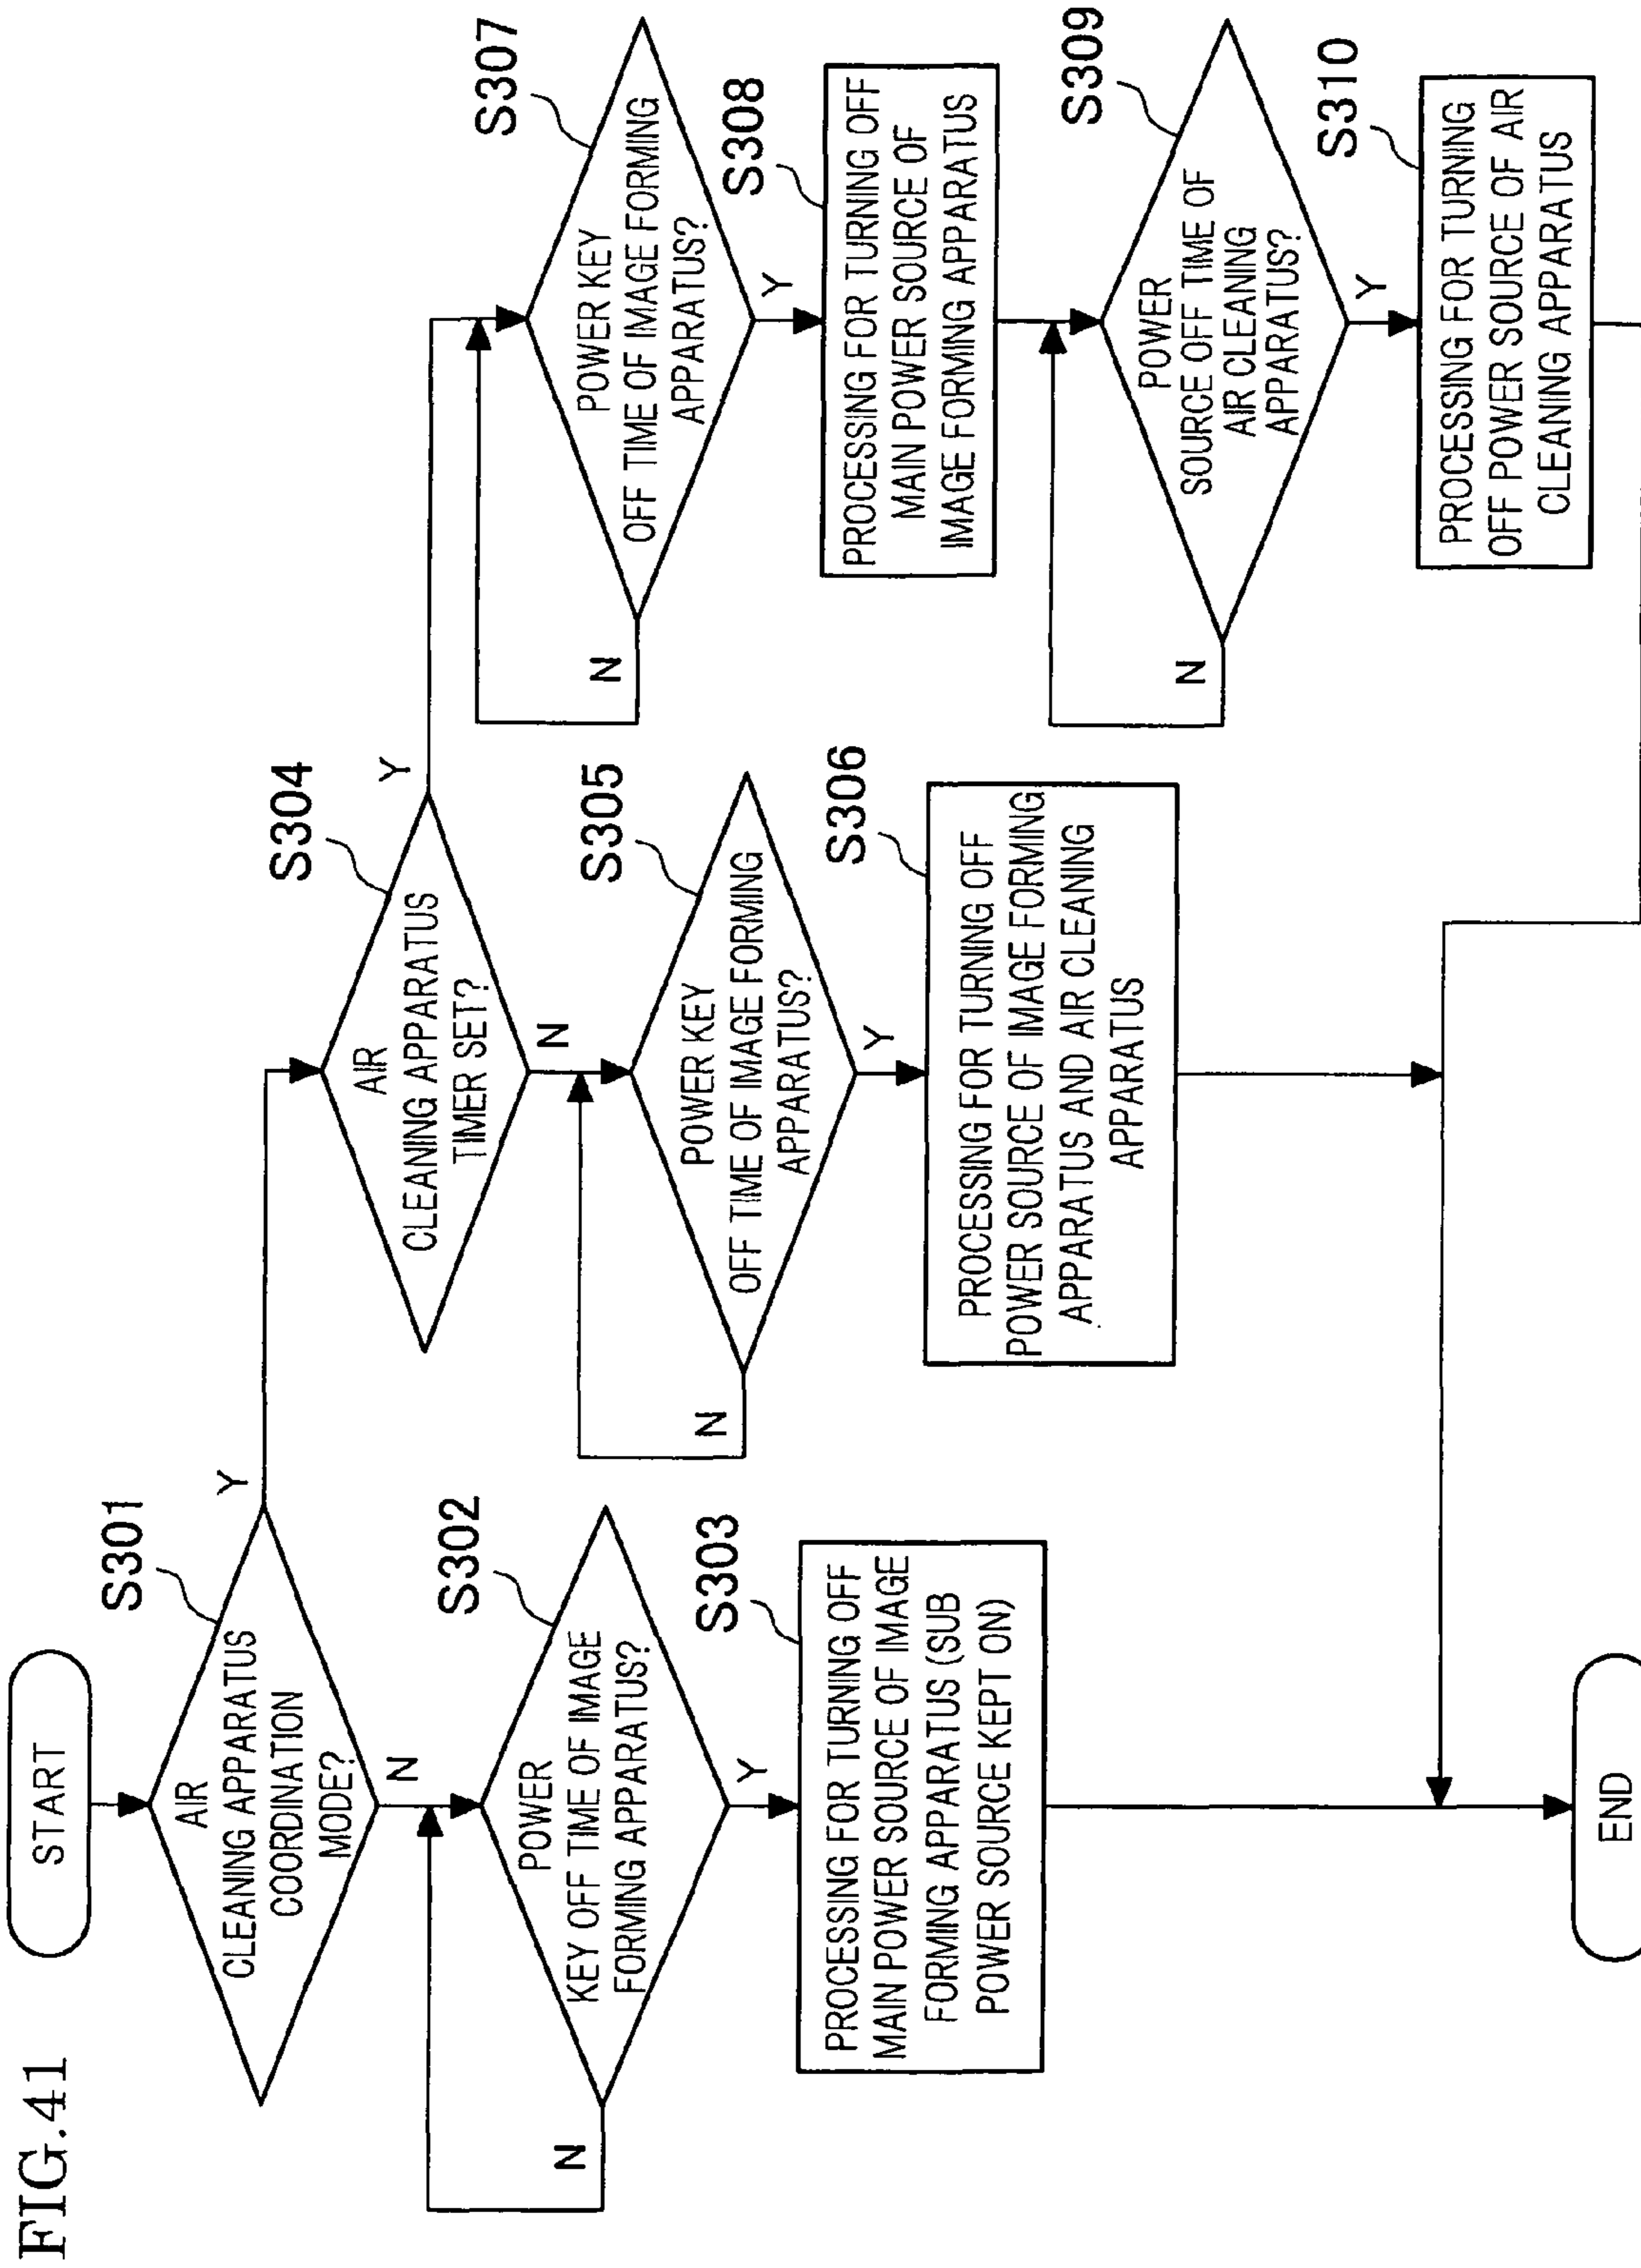 FIG.41
START
S301
AIR
CLEANING APPARATUS
COORDINATION
MODE?
Y
N
S302
POWER
KEY OFF TIME OF IMAGE
FORMING APPARATUS?
N
Y
S303
PROCESSING FOR TURNING OFF
MAIN POWER SOURCE OF IMAGE
FORMING APPARATUS (SUB
POWER SOURCE KEPT ON)
S304
AIR
CLEANING APPARATUS
TIMER SET?
Y
N
S305
POWER KEY
OFF TIME OF IMAGE FORMING
APPARATUS?
N
Y
S306
PROCESSING FOR TURNING OFF
POWER SOURCE OF IMAGE FORMING
APPARATUS AND AIR CLEANING
APPARATUS
S307
POWER KEY
OFF TIME OF IMAGE FORMING
APPARATUS?
N
Y
S308
PROCESSING FOR TURNING OFF
MAIN POWER SOURCE OF
IMAGE FORMING APPARATUS
S309
POWER
SOURCE OFF TIME OF
AIR CLEANING
APPARATUS?
N
Y
S310
PROCESSING FOR TURNING
OFF POWER SOURCE OF AIR
CLEANING APPARATUS
END